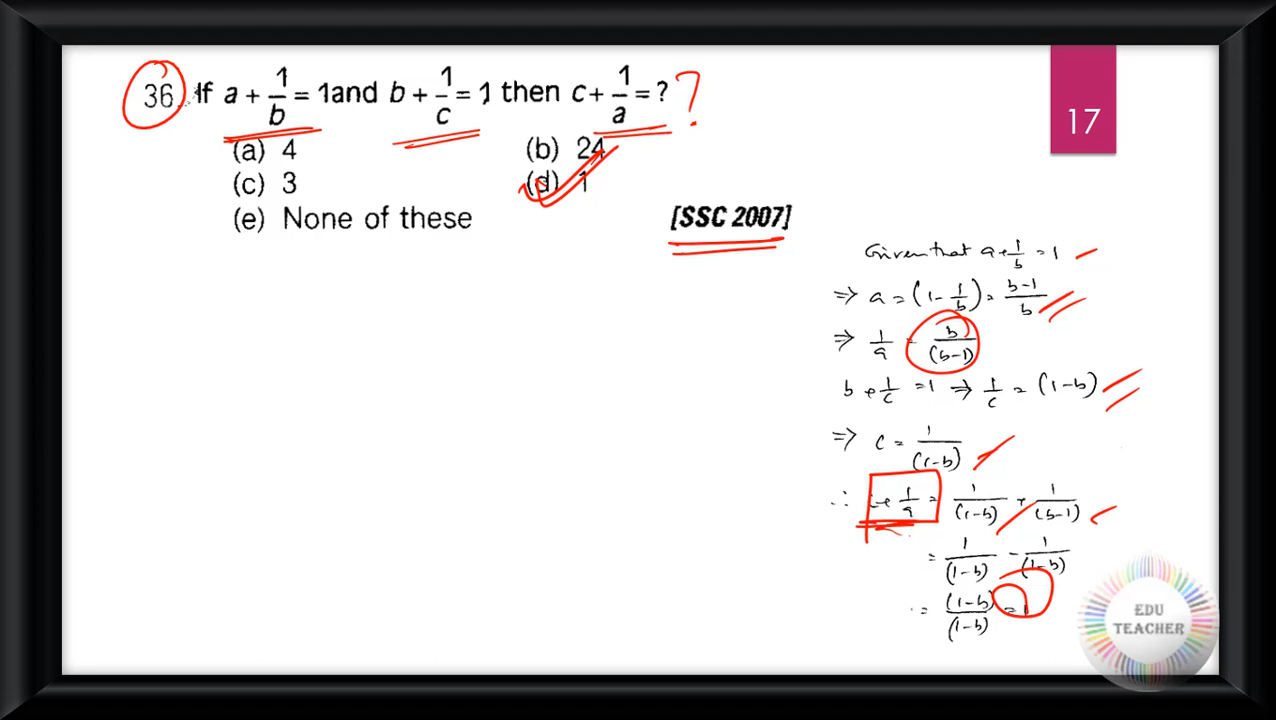 17
36. If a + 1/b = 1and b + 1/c = 1 then c + 1/a = ? ?
(a) 4 (b) 24
(c) 3 (d) 1
(e) None of these [SSC 2007]
Given that a + 1/b = 1
⇒ a = (1 - 1/b) = b-1/b
⇒ 1/a = b/(b-1)
b + 1/c = 1 ⇒ 1/c = (1-b)
⇒ c = 1/(1-b)
∴ c + 1/a = 1/(1-b) + 1/(b-1)
= 1/(1-b) - 1/(1-b)
= (1-b)/(1-b) = 1
EDU
TEACHER